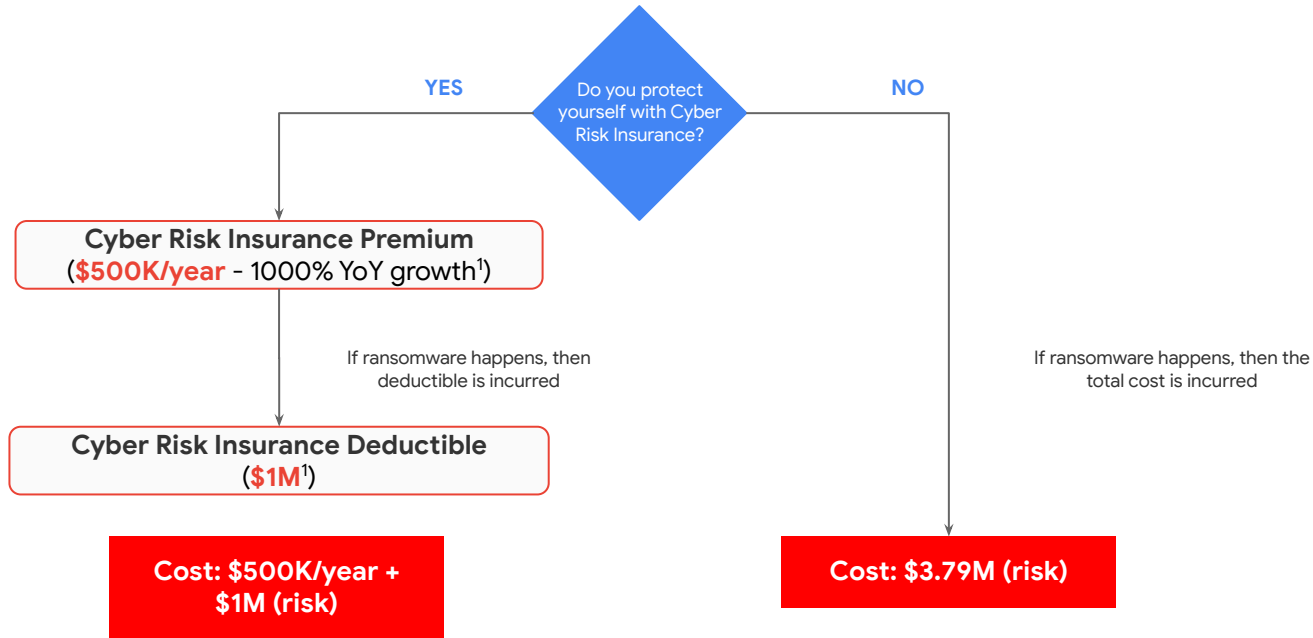 Do you protect
yourself with Cyber
Risk Insurance?
YES
NO
Cyber Risk Insurance Premium
($500K/year - 1000% YoY growth¹)
If ransomware happens, then
deductible is incurred
If ransomware happens, then the
total cost is incurred
Cyber Risk Insurance Deductible
($1M¹)
Cost: $500K/year +
$1M (risk)
Cost: $3.79M (risk)